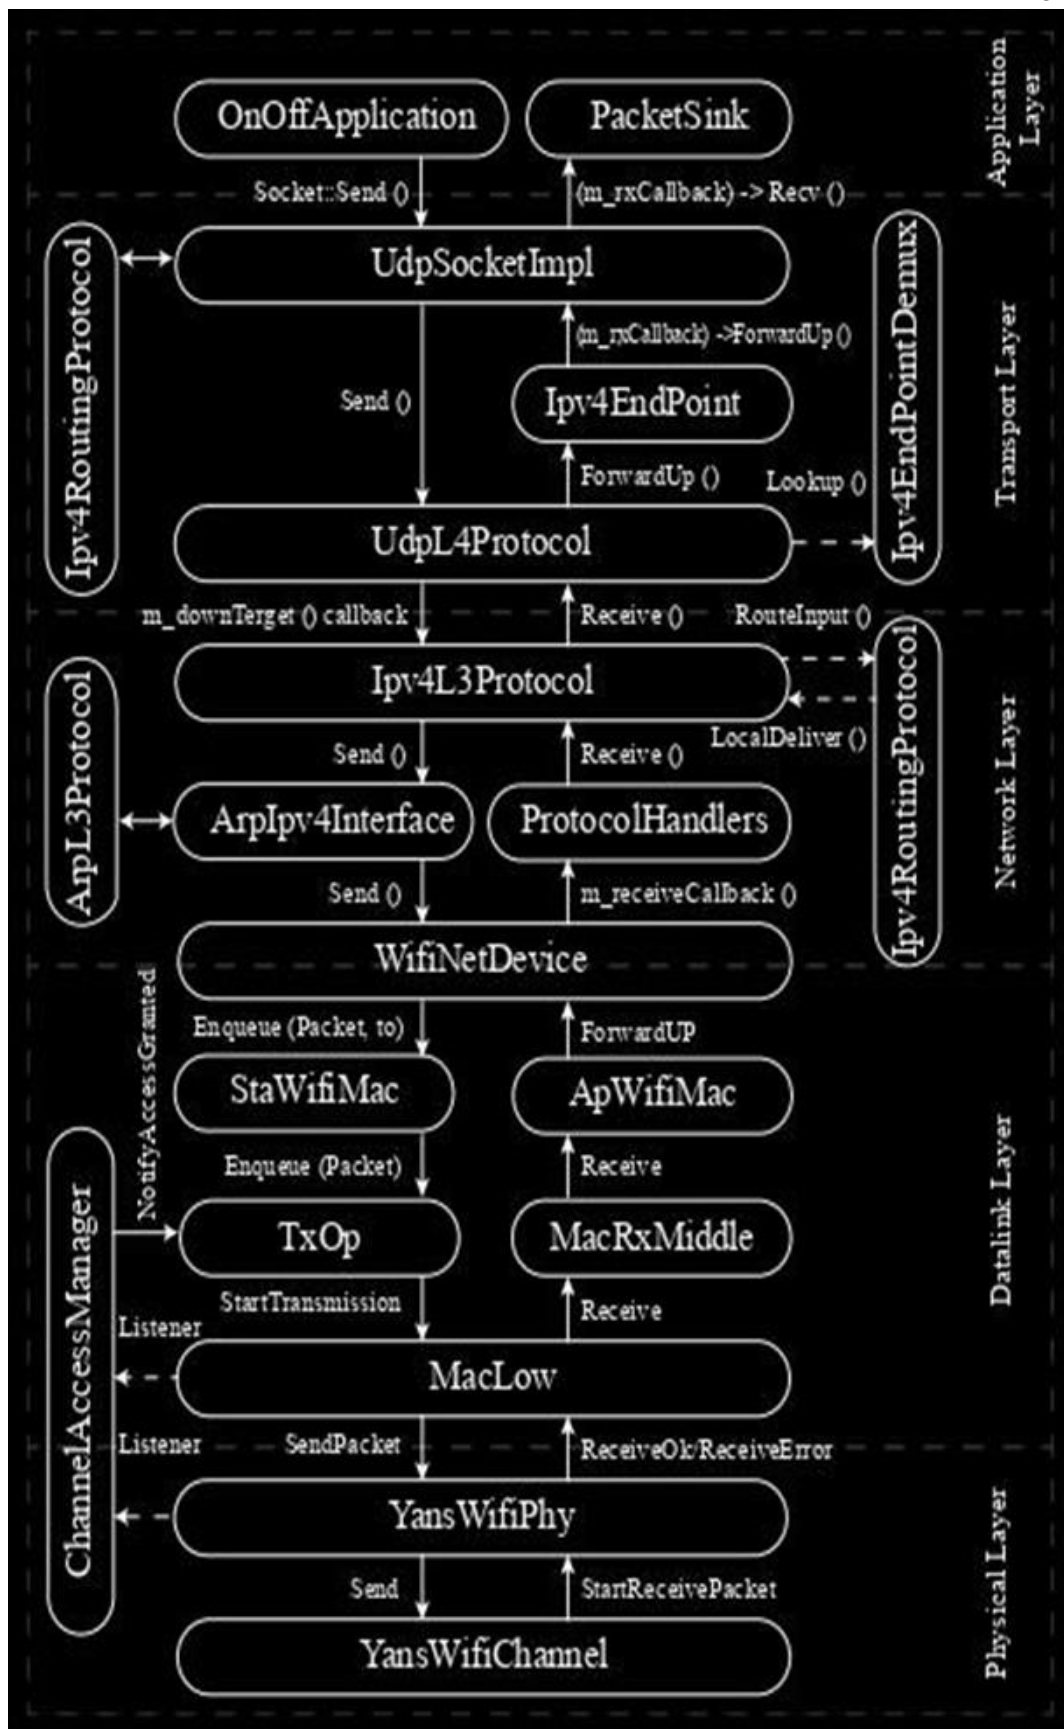 Application
Layer
OnOffApplication
PacketSink
Socket::Send ()
(m_rxCallback) -> Recv ()
Ipv4RoutingProtocol
UdpSocketImpl
Ipv4EndPointDemux
(m_rxCallback) ->ForwardUp ()
Transport Layer
Send ()
Ipv4EndPoint
ForwardUp ()
Lookup ()
UdpL4Protocol
m_downTerget () callback
Receive ()
RouteInput ()
Ipv4L3Protocol
ArpL3Protocol
LocalDeliver ()
Ipv4RoutingProtocol
Network Layer
Send ()
Receive ()
ArpIpv4Interface
ProtocolHandlers
Send ()
m_receiveCallback ()
WifiNetDevice
NotifyAccessGranted
Enqueue (Packet, to)
ForwardUP
StaWifiMac
ApWifiMac
Datalink Layer
Enqueue (Packet)
Receive
ChannelAccessManager
TxOp
MacRxMiddle
StartTransmission
Receive
Listener
MacLow
Listener
SendPacket
ReceiveOk/ReceiveError
YansWifiPhy
Physical Layer
Send
StartReceivePacket
YansWifiChannel